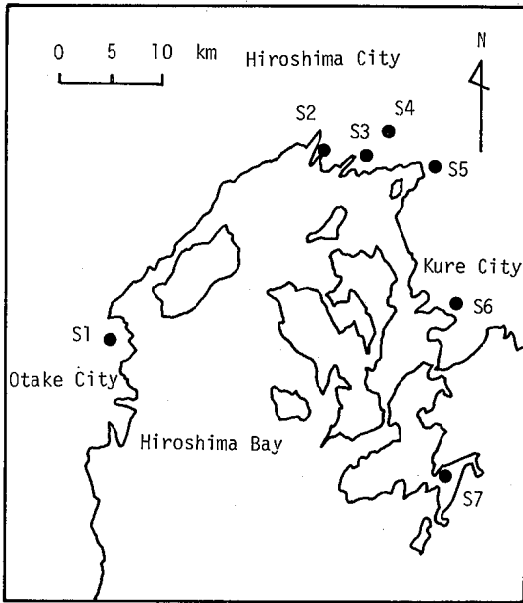 Hiroshima City
0 5 10 km
N
S4
S2
S3
S5
Kure City
S6
S1
Otake City
Hiroshima Bay
S7